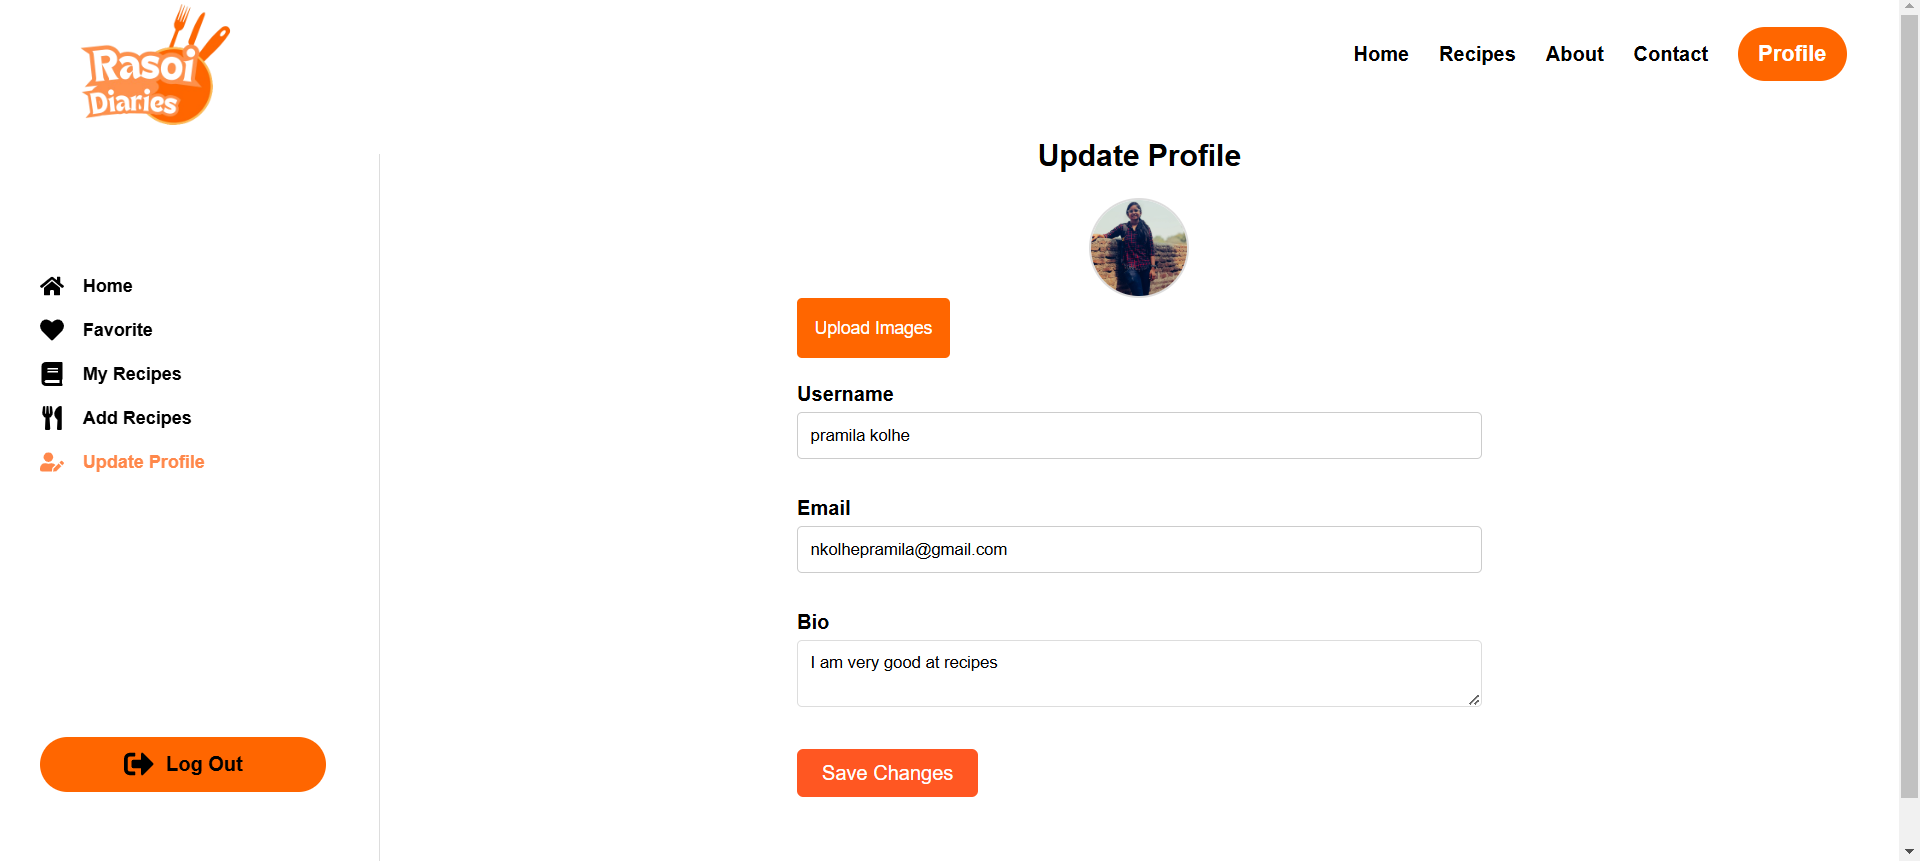 Rasoi
Diaries
Home Recipes About Contact Profile
Update Profile
Home
Favorite
My Recipes
Add Recipes
Update Profile
Log Out
Upload Images
Username
pramila kolhe
Email
nkolhepramila@gmail.com
Bio
I am very good at recipes
Save Changes